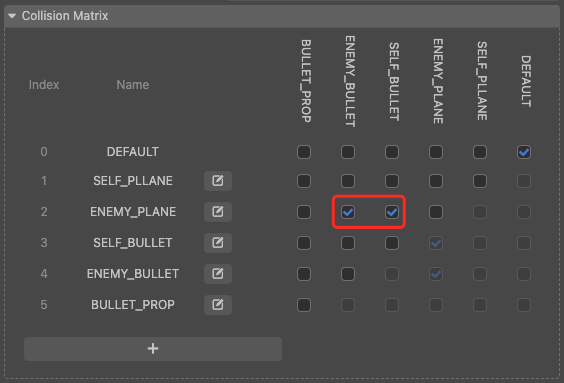 Collision Matrix
Index Name BULLET_PROP ENEMY_BULLET SELF_BULLET ENEMY_PLANE SELF_PLLANE DEFAULT
0 DEFAULT
1 SELF_PLLANE
2 ENEMY_PLANE
3 SELF_BULLET
4 ENEMY_BULLET
5 BULLET_PROP
+